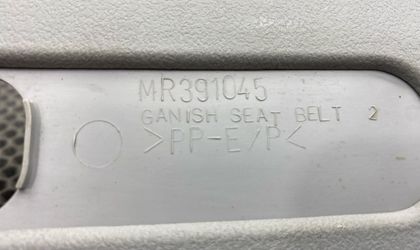 MR391045
GANISH SEAT BELT 2
>PP-E/P<